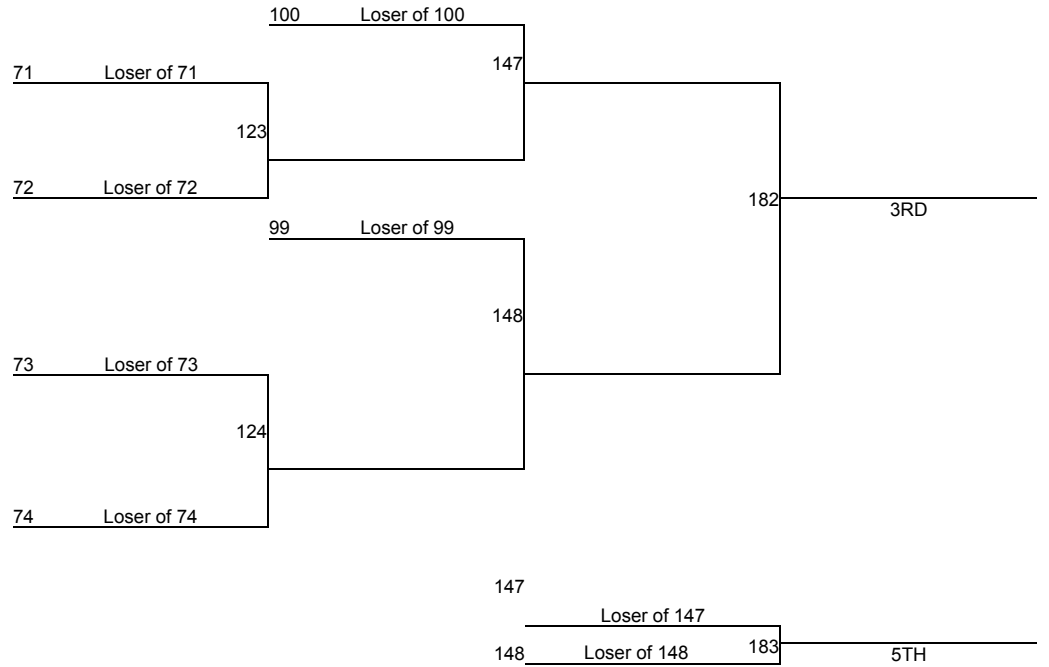 100 Loser of 100
147
71 Loser of 71
123
72 Loser of 72
182
3RD
99 Loser of 99
148
73 Loser of 73
124
74 Loser of 74
147
Loser of 147
148 Loser of 148
183
5TH